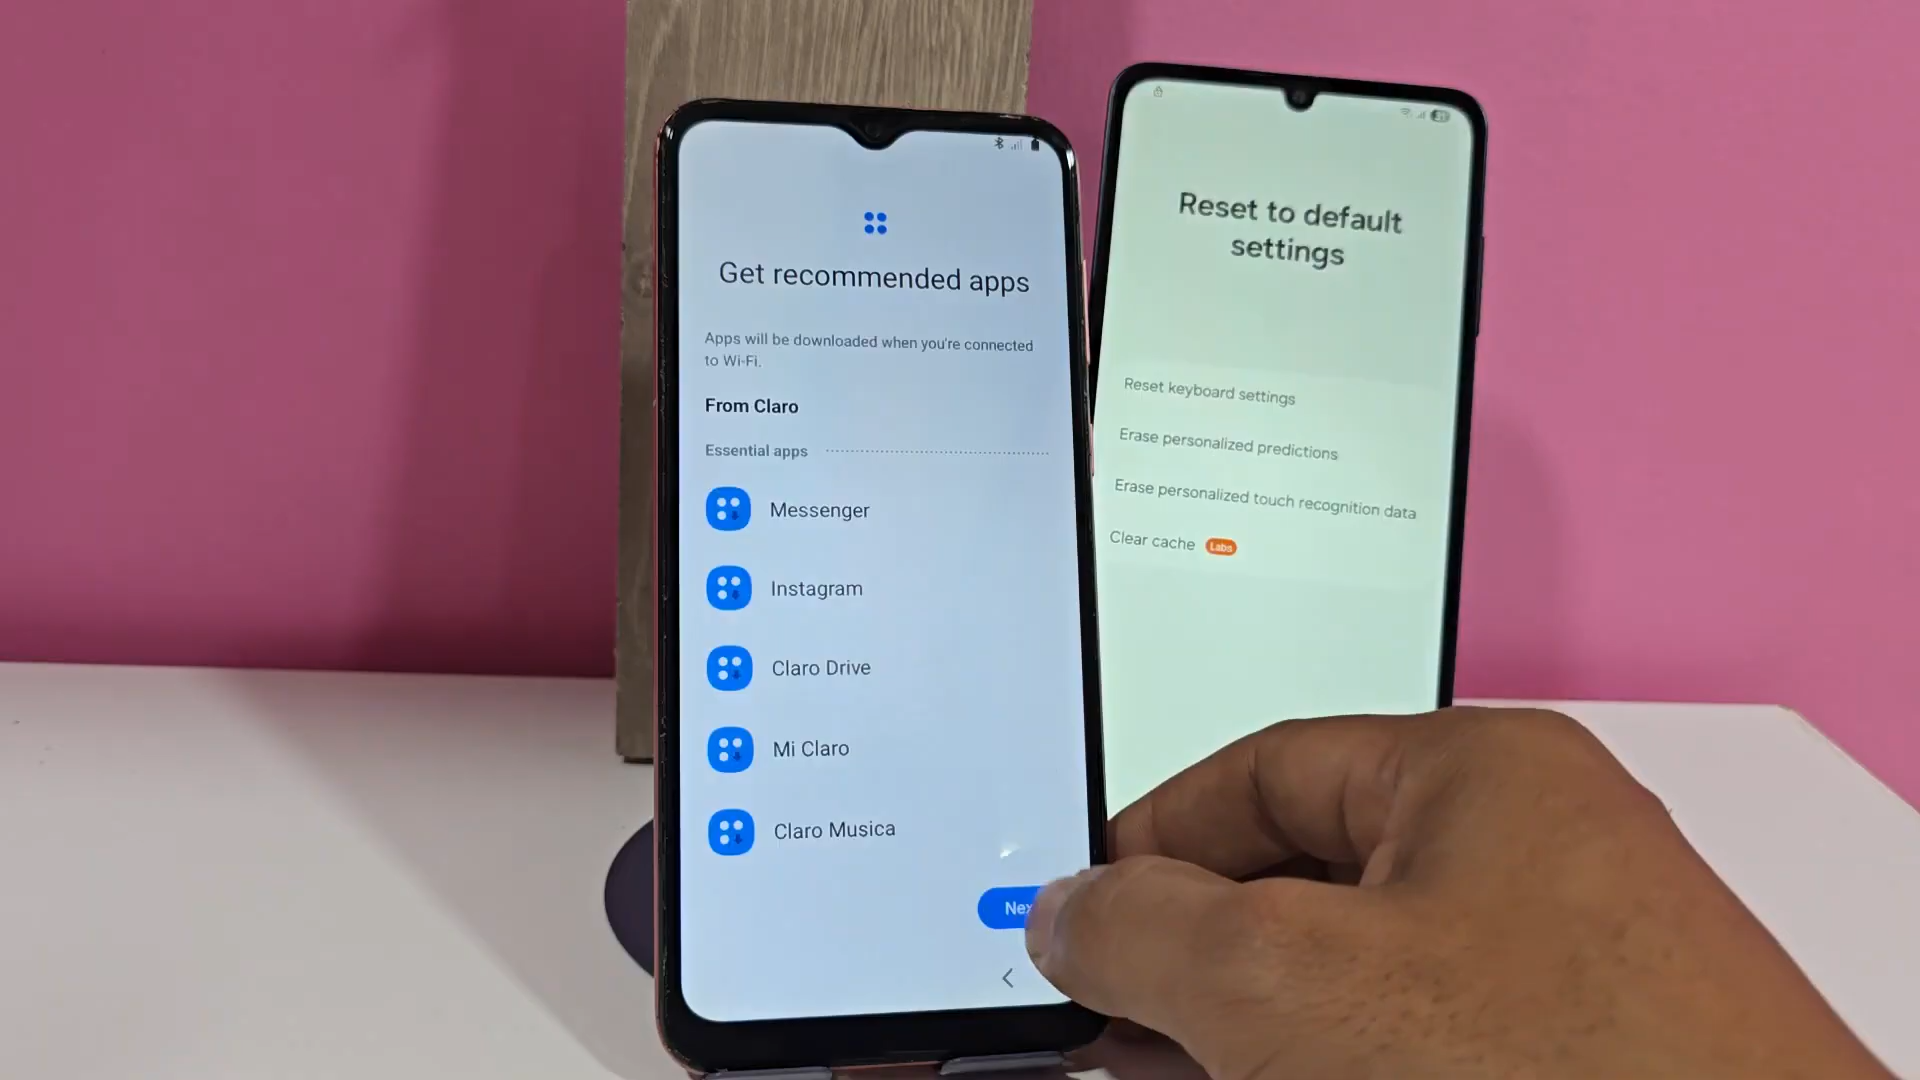 Get recommended apps
Apps will be downloaded when you're connected
to Wi-Fi.
From Claro
Essential apps
Messenger
Instagram
Claro Drive
Mi Claro
Claro Musica
Nex
Reset to default
settings
Reset keyboard settings
Erase personalized predictions
Erase personalized touch recognition data
Clear cache Labs